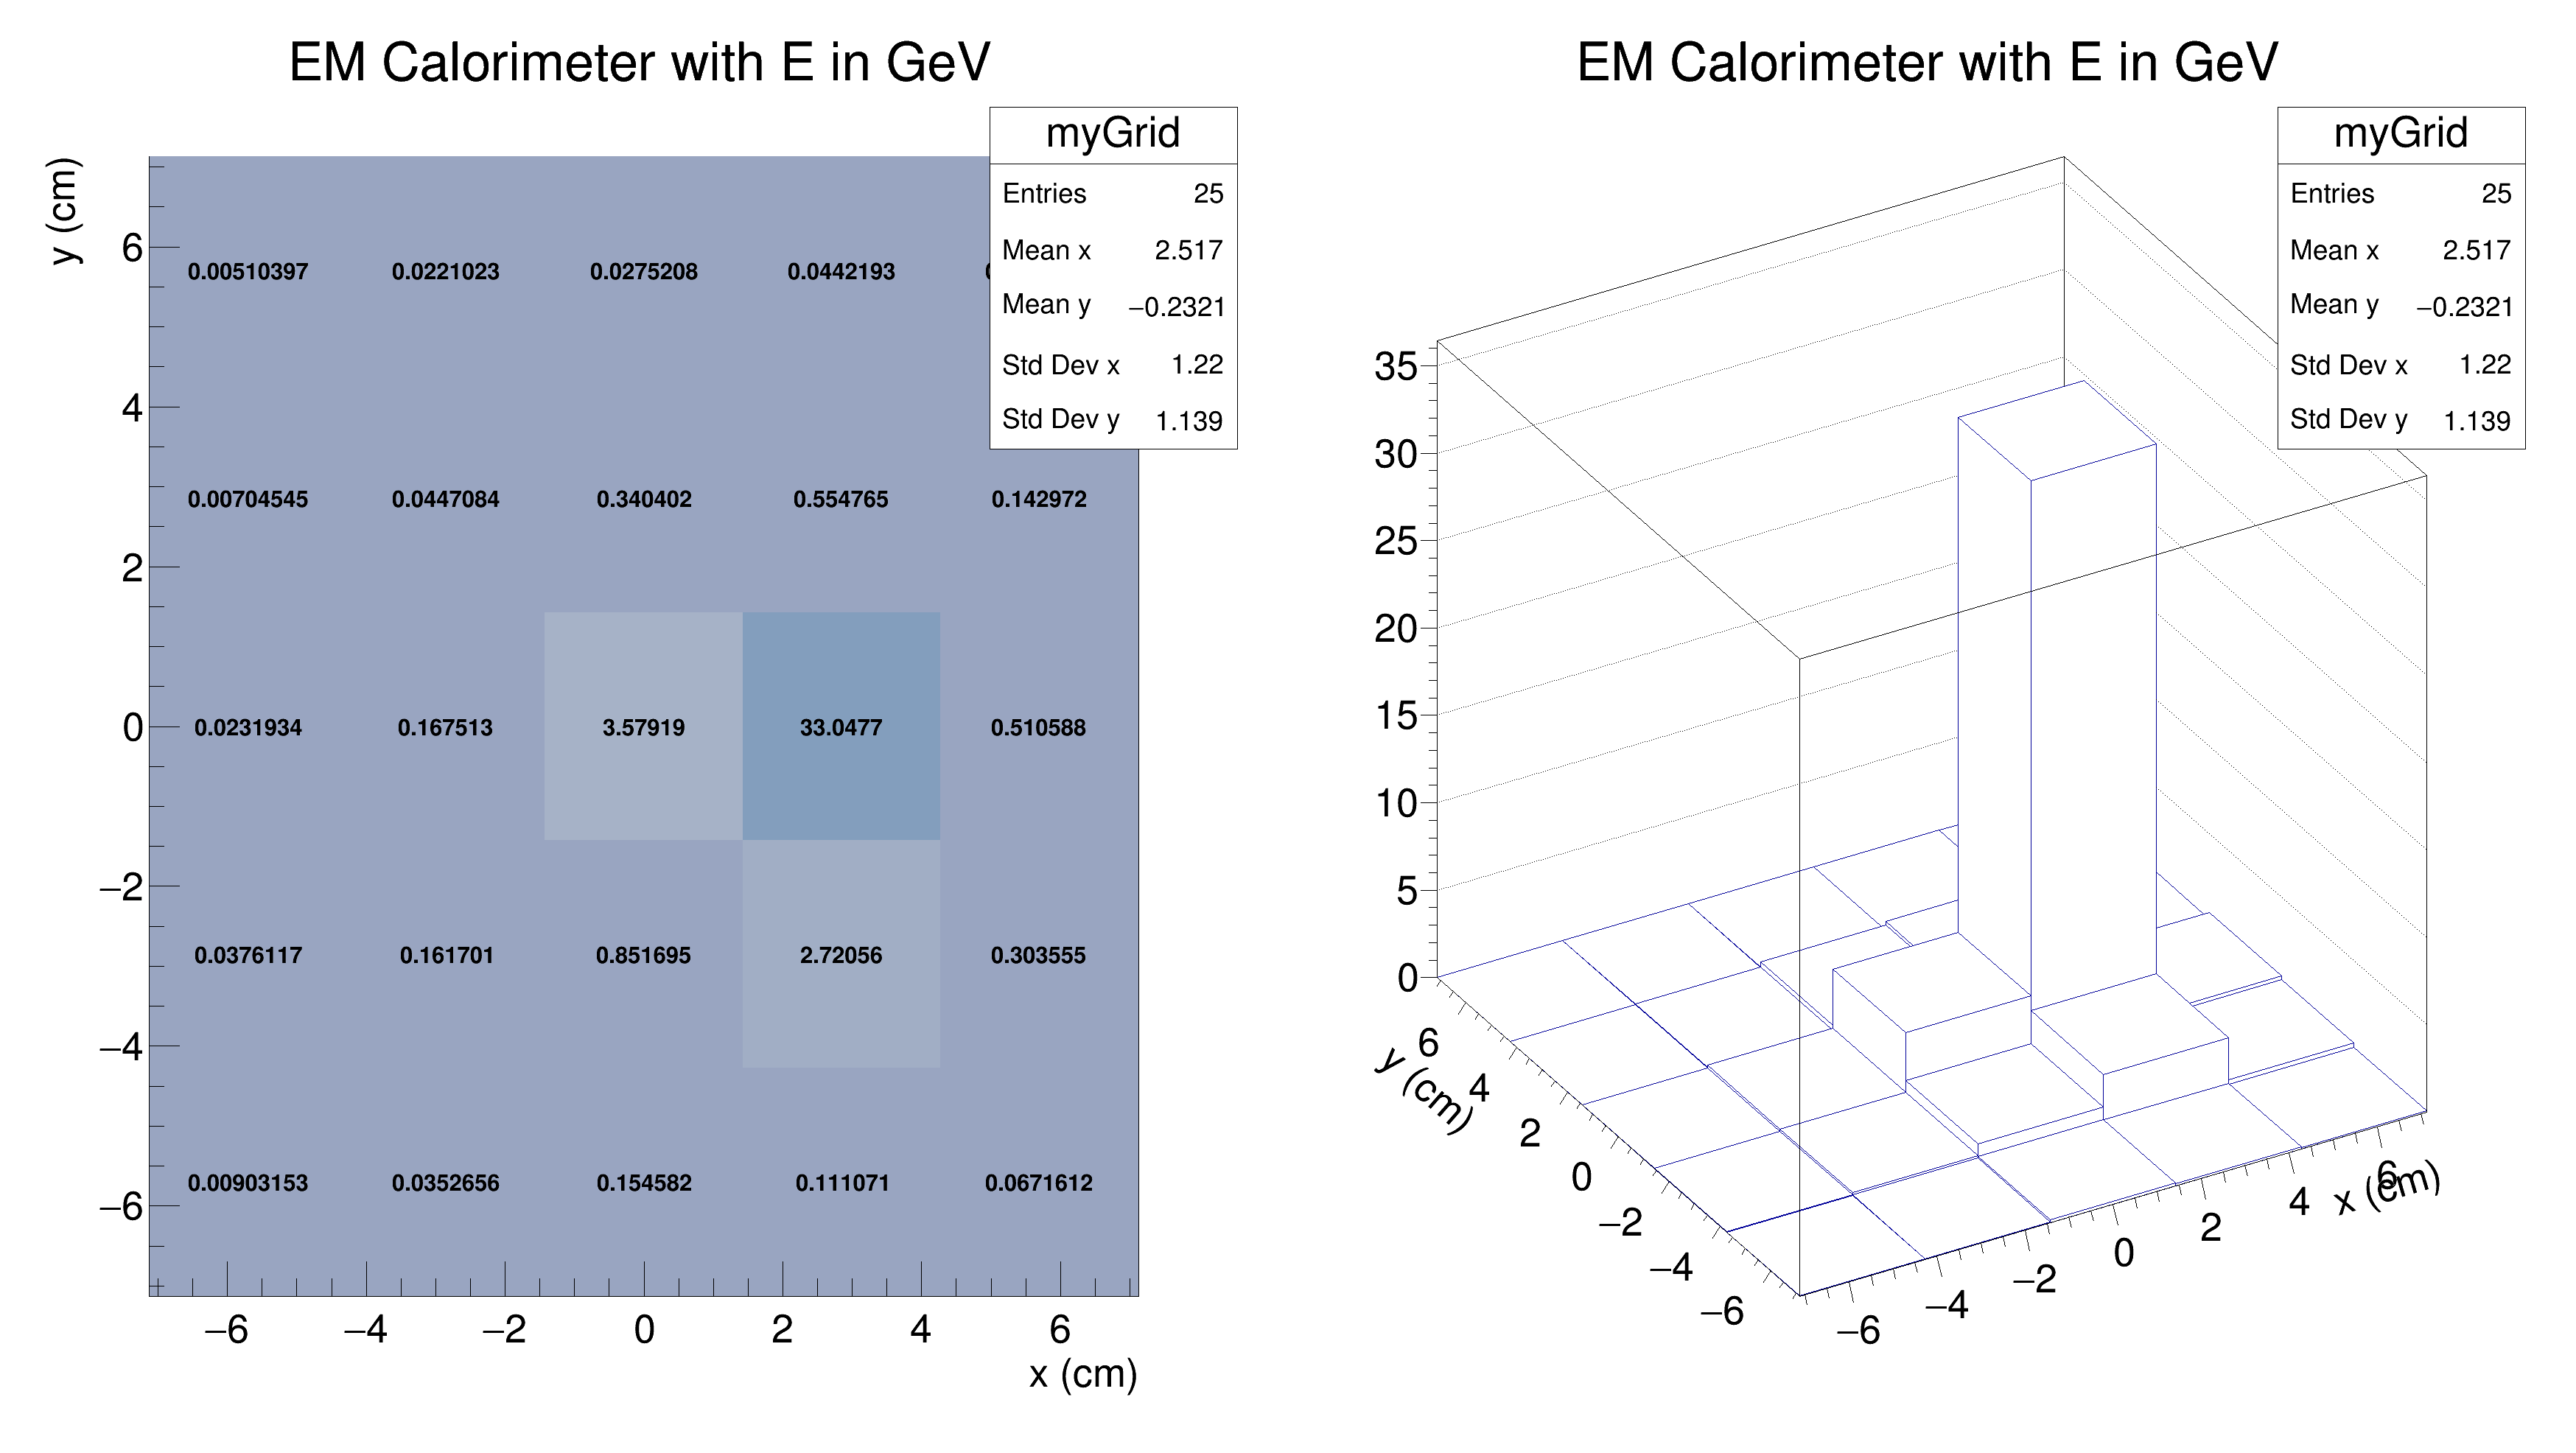 EM Calorimeter with E in GeV
myGrid
Entries 25
Mean x 2.517
Mean y −0.2321
Std Dev x 1.22
Std Dev y 1.139
y (cm)
6
4
2
0
−2
−4
−6
0.00510397 0.0221023 0.0275208 0.0442193
0.00704545 0.0447084 0.340402 0.554765 0.142972
0.0231934 0.167513 3.57919 33.0477 0.510588
0.0376117 0.161701 0.851695 2.72056 0.303555
0.00903153 0.0352656 0.154582 0.111071 0.0671612
−6 −4 −2 0 2 4 6
x (cm)
EM Calorimeter with E in GeV
myGrid
Entries 25
Mean x 2.517
Mean y −0.2321
Std Dev x 1.22
Std Dev y 1.139
35
30
25
20
15
10
5
0
y (cm)
6
4
2
0
−2
−4
−6
−6
−4
−2
0
2
4
6
x (cm)